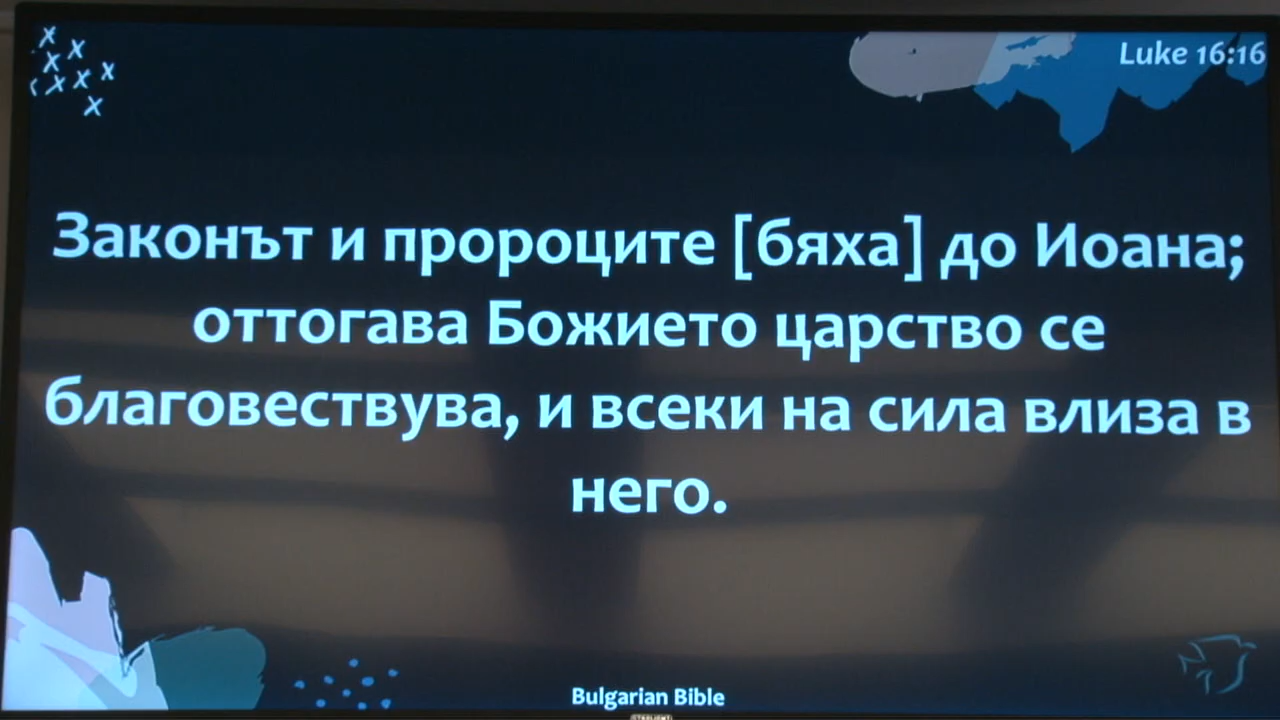 Luke 16:16
Законът и пророците [бяха] до Иоана;
оттогава Божието царство се
благовествува, и всеки на сила влиза в
него.
Bulgarian Bible